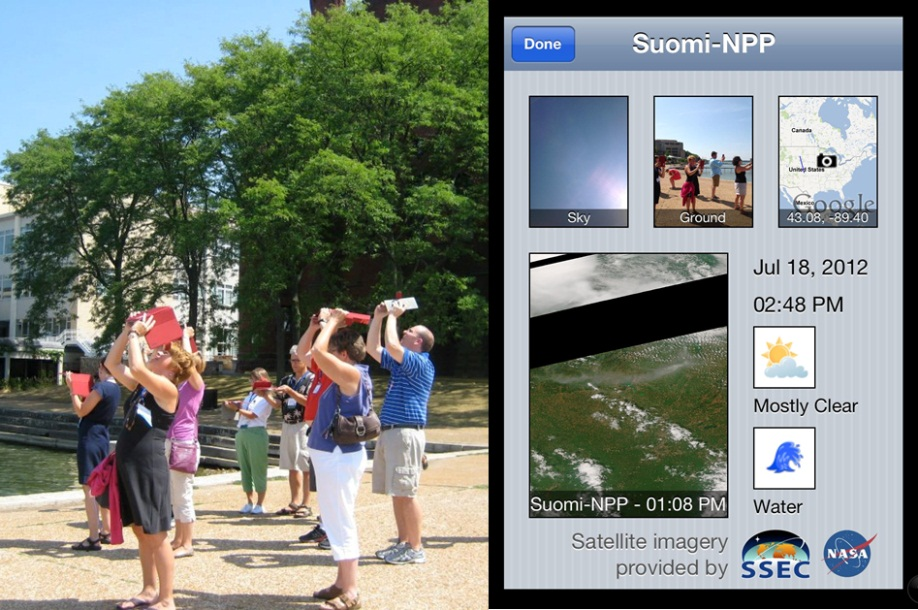 Done
Suomi-NPP
Canada
United States
Mexico
Google
Sky
Ground
43.08, -89.40
Jul 18, 2012
02:48 PM
Mostly Clear
Suomi-NPP - 01:08 PM
Water
Satellite imagery
provided by
SSEC
NASA